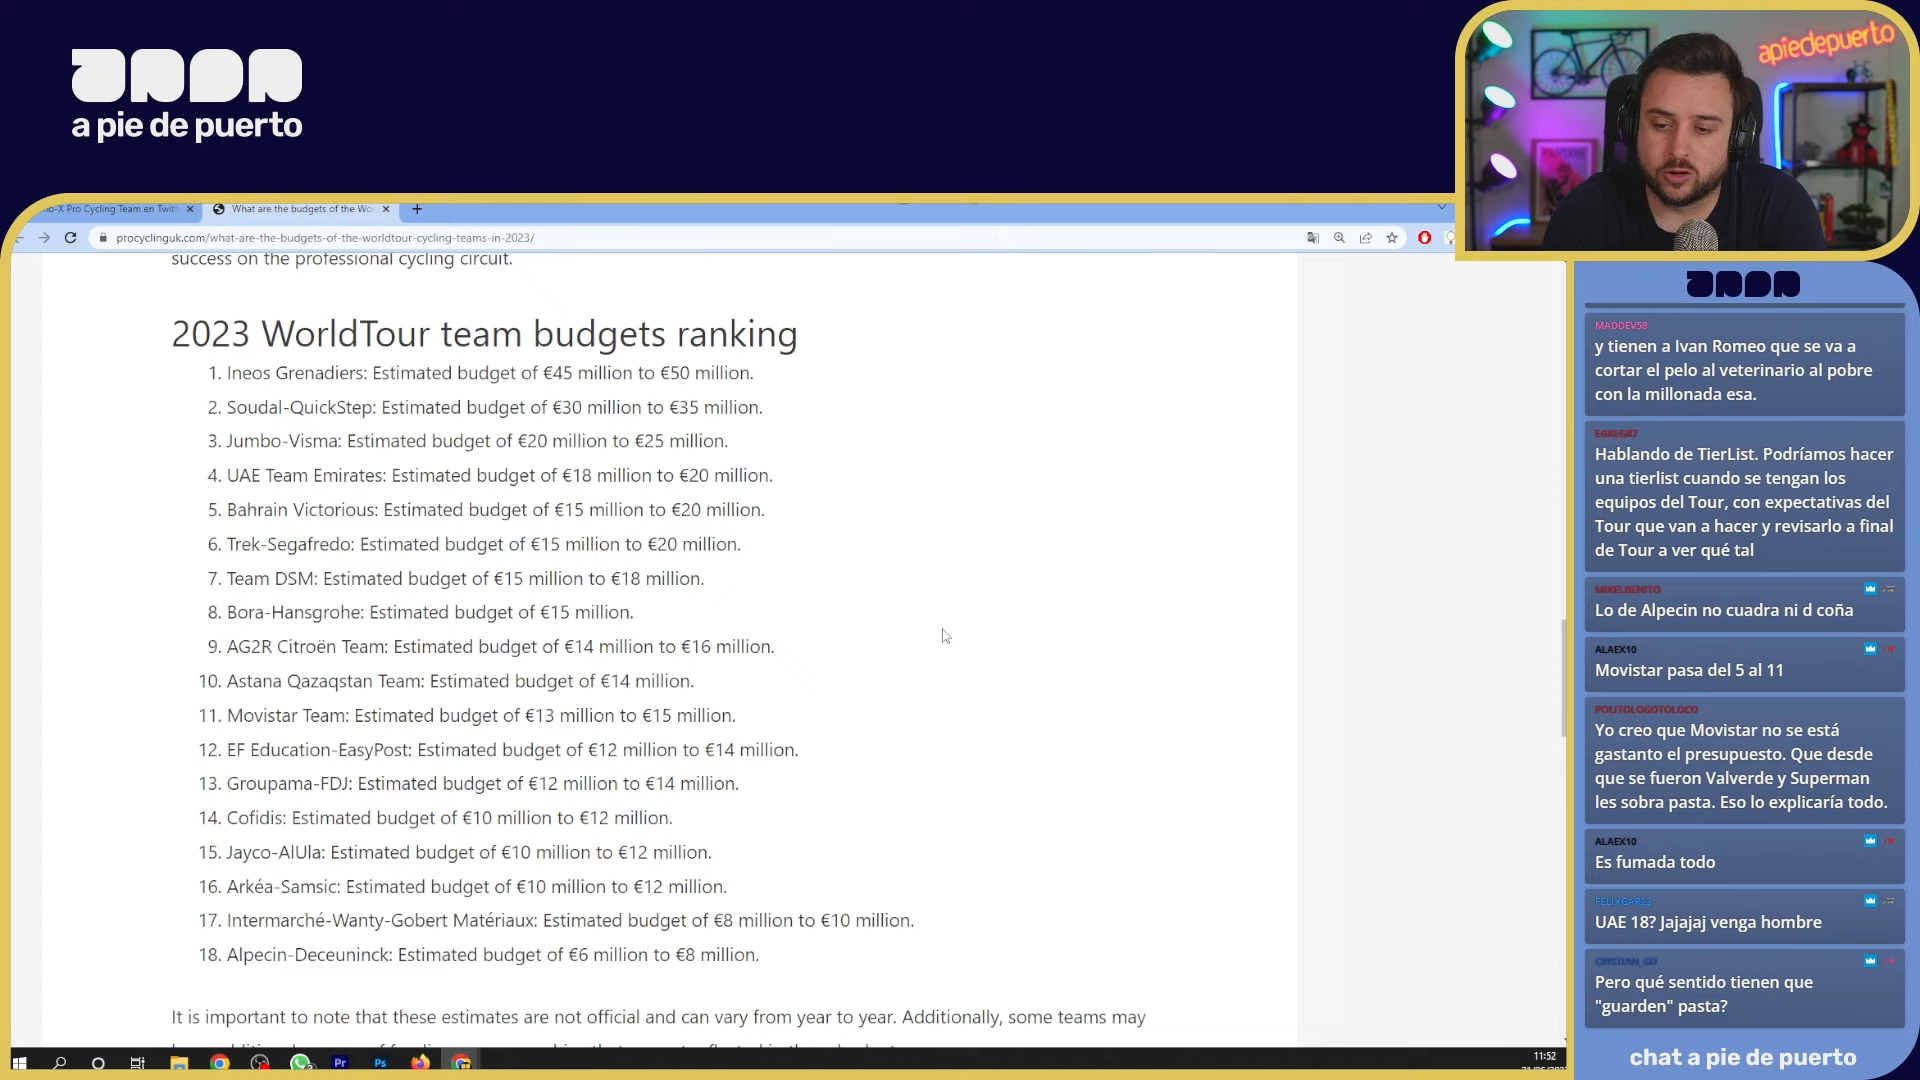 a pie de puerto
apiedepuerto
o-X Pro Cycling Team en Twitt
What are the budgets of the Wor
procyclinguk.com/what-are-the-budgets-of-the-worldtour-cycling-teams-in-2023/
success on the professional cycling circuit.
2023 WorldTour team budgets ranking
1. Ineos Grenadiers: Estimated budget of €45 million to €50 million.
2. Soudal-QuickStep: Estimated budget of €30 million to €35 million.
3. Jumbo-Visma: Estimated budget of €20 million to €25 million.
4. UAE Team Emirates: Estimated budget of €18 million to €20 million.
5. Bahrain Victorious: Estimated budget of €15 million to €20 million.
6. Trek-Segafredo: Estimated budget of €15 million to €20 million.
7. Team DSM: Estimated budget of €15 million to €18 million.
8. Bora-Hansgrohe: Estimated budget of €15 million.
9. AG2R Citroën Team: Estimated budget of €14 million to €16 million.
10. Astana Qazaqstan Team: Estimated budget of €14 million.
11. Movistar Team: Estimated budget of €13 million to €15 million.
12. EF Education-EasyPost: Estimated budget of €12 million to €14 million.
13. Groupama-FDJ: Estimated budget of €12 million to €14 million.
14. Cofidis: Estimated budget of €10 million to €12 million.
15. Jayco-AlUla: Estimated budget of €10 million to €12 million.
16. Arkéa-Samsic: Estimated budget of €10 million to €12 million.
17. Intermarché-Wanty-Gobert Matériaux: Estimated budget of €8 million to €10 million.
18. Alpecin-Deceuninck: Estimated budget of €6 million to €8 million.
It is important to note that these estimates are not official and can vary from year to year. Additionally, some teams may
Pr
Ps
11:52
MADDEV58
y tienen a Ivan Romeo que se va a
cortar el pelo al veterinario al pobre
con la millonada esa.
EGREGR7
Hablando de TierList. Podríamos hacer
una tierlist cuando se tengan los
equipos del Tour, con expectativas del
Tour que van a hacer y revisarlo a final
de Tour a ver qué tal
MIKELBENITO
Lo de Alpecin no cuadra ni d coña
ALAEX10
Movistar pasa del 5 al 11
POLITOLOGOTOLOCO
Yo creo que Movistar no se está
gastanto el presupuesto. Que desde
que se fueron Valverde y Superman
les sobra pasta. Eso lo explicaría todo.
ALAEX10
Es fumada todo
FELIXGAR23
UAE 18? Jajajaj venga hombre
CRISTIAN_GD
Pero qué sentido tienen que
"guarden" pasta?
chat a pie de puerto